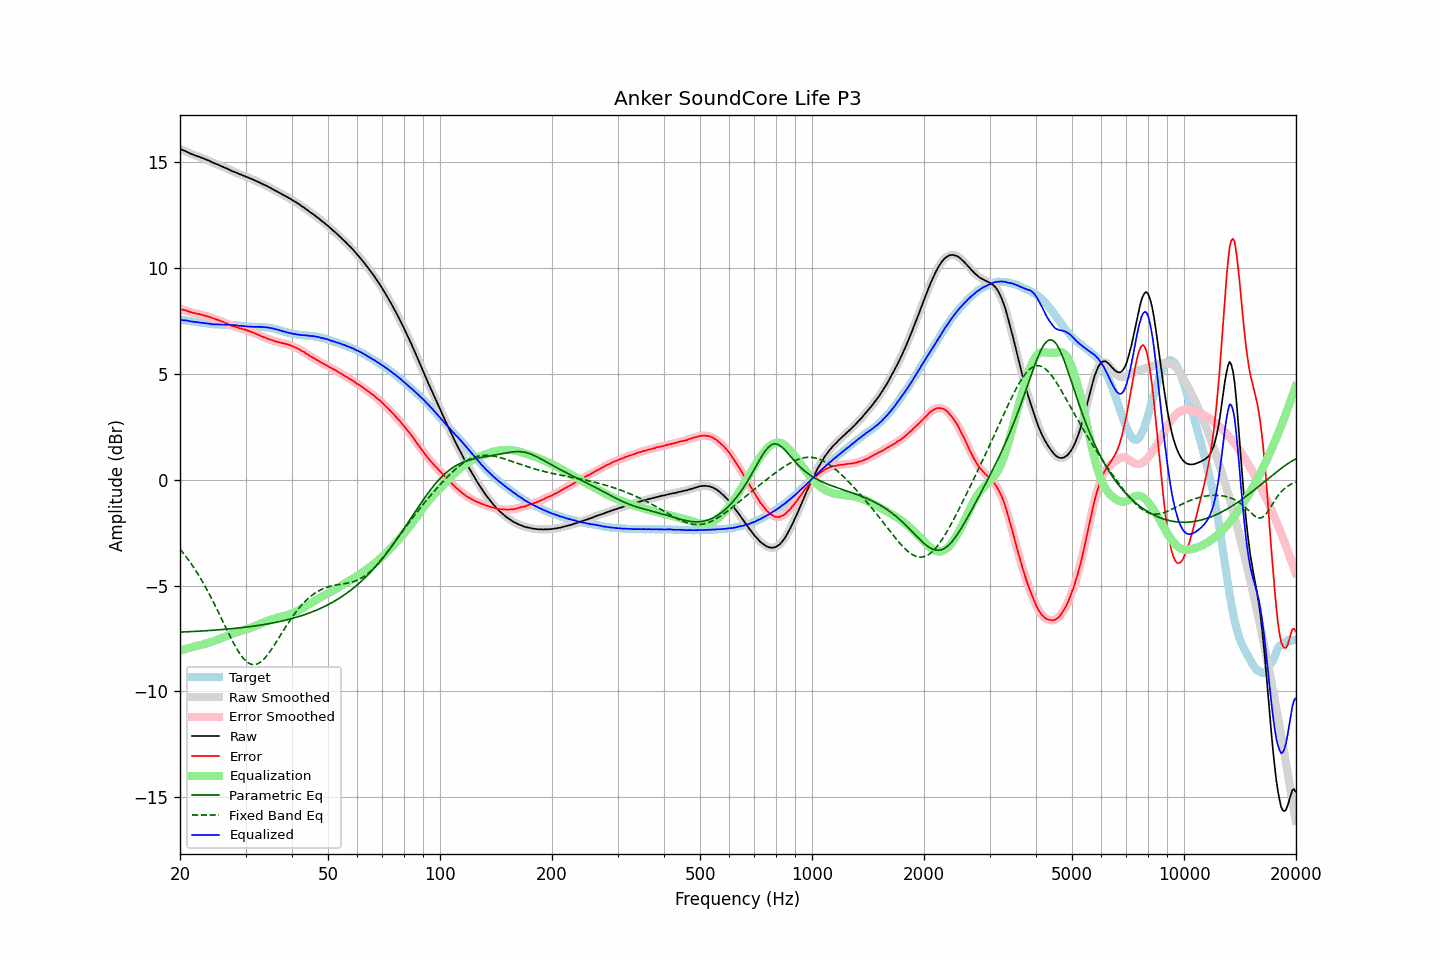 Anker SoundCore Life P3
Amplitude (dBr)
15
10
5
0
−5
−10
−15
Target
Raw Smoothed
Error Smoothed
Raw
Error
Equalization
Parametric Eq
Fixed Band Eq
Equalized
20 50 100 200 500 1000 2000 5000 10000 20000
Frequency (Hz)